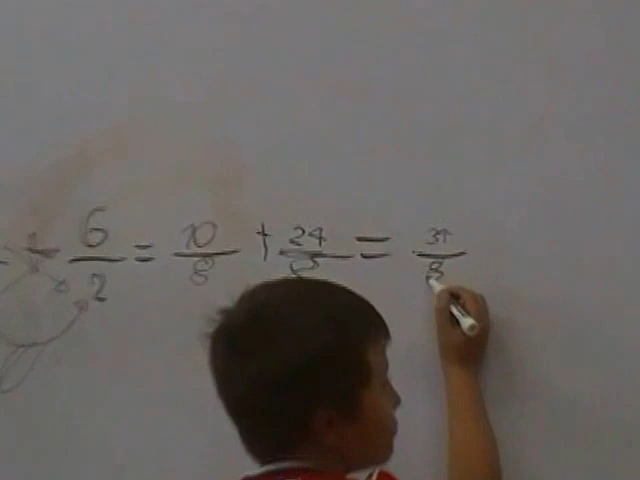 + 6/2 = 10/8 + 24/8 = 34/8